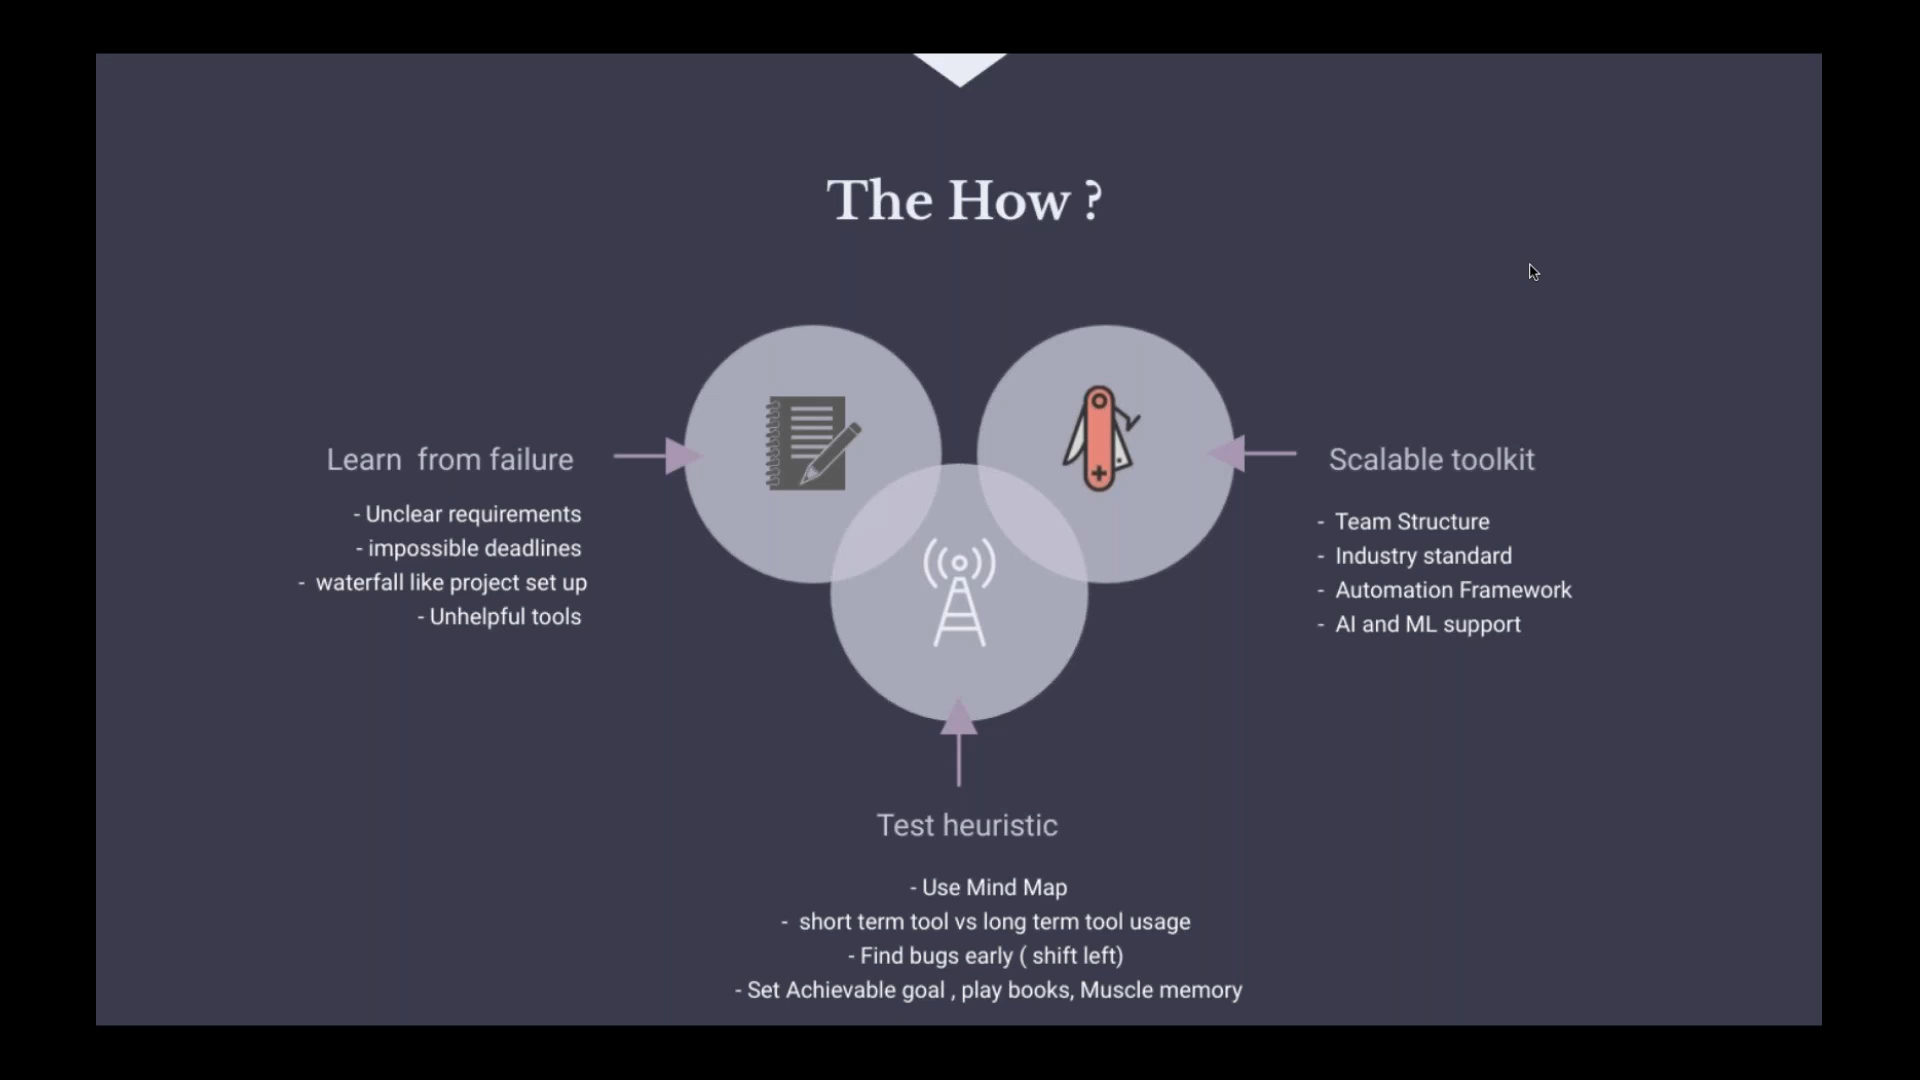 The How ?
Learn from failure
- Unclear requirements
- impossible deadlines
- waterfall like project set up
- Unhelpful tools
Scalable toolkit
- Team Structure
- Industry standard
- Automation Framework
- AI and ML support
Test heuristic
- Use Mind Map
- short term tool vs long term tool usage
- Find bugs early ( shift left)
- Set Achievable goal , play books, Muscle memory